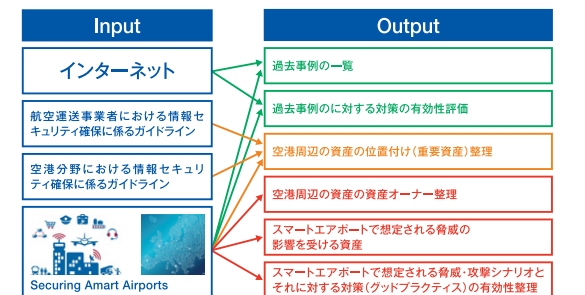 Input
インターネット
航空運送事業者における情報セ
キュリティ確保に係るガイドライン
空港分野における情報セキュリ
ティ確保に係るガイドライン
Securing Amart Airports
Output
過去事例の一覧
過去事例のに対する対策の有効性評価
空港周辺の資産の位置付け(重要資産)整理
空港周辺の資産の資産オーナー整理
スマートエアポートで想定される脅威の
影響を受ける資産
スマートエアポートで想定される脅威・攻撃シナリオと
それに対する対策(グッドプラクティス)の有効性整理